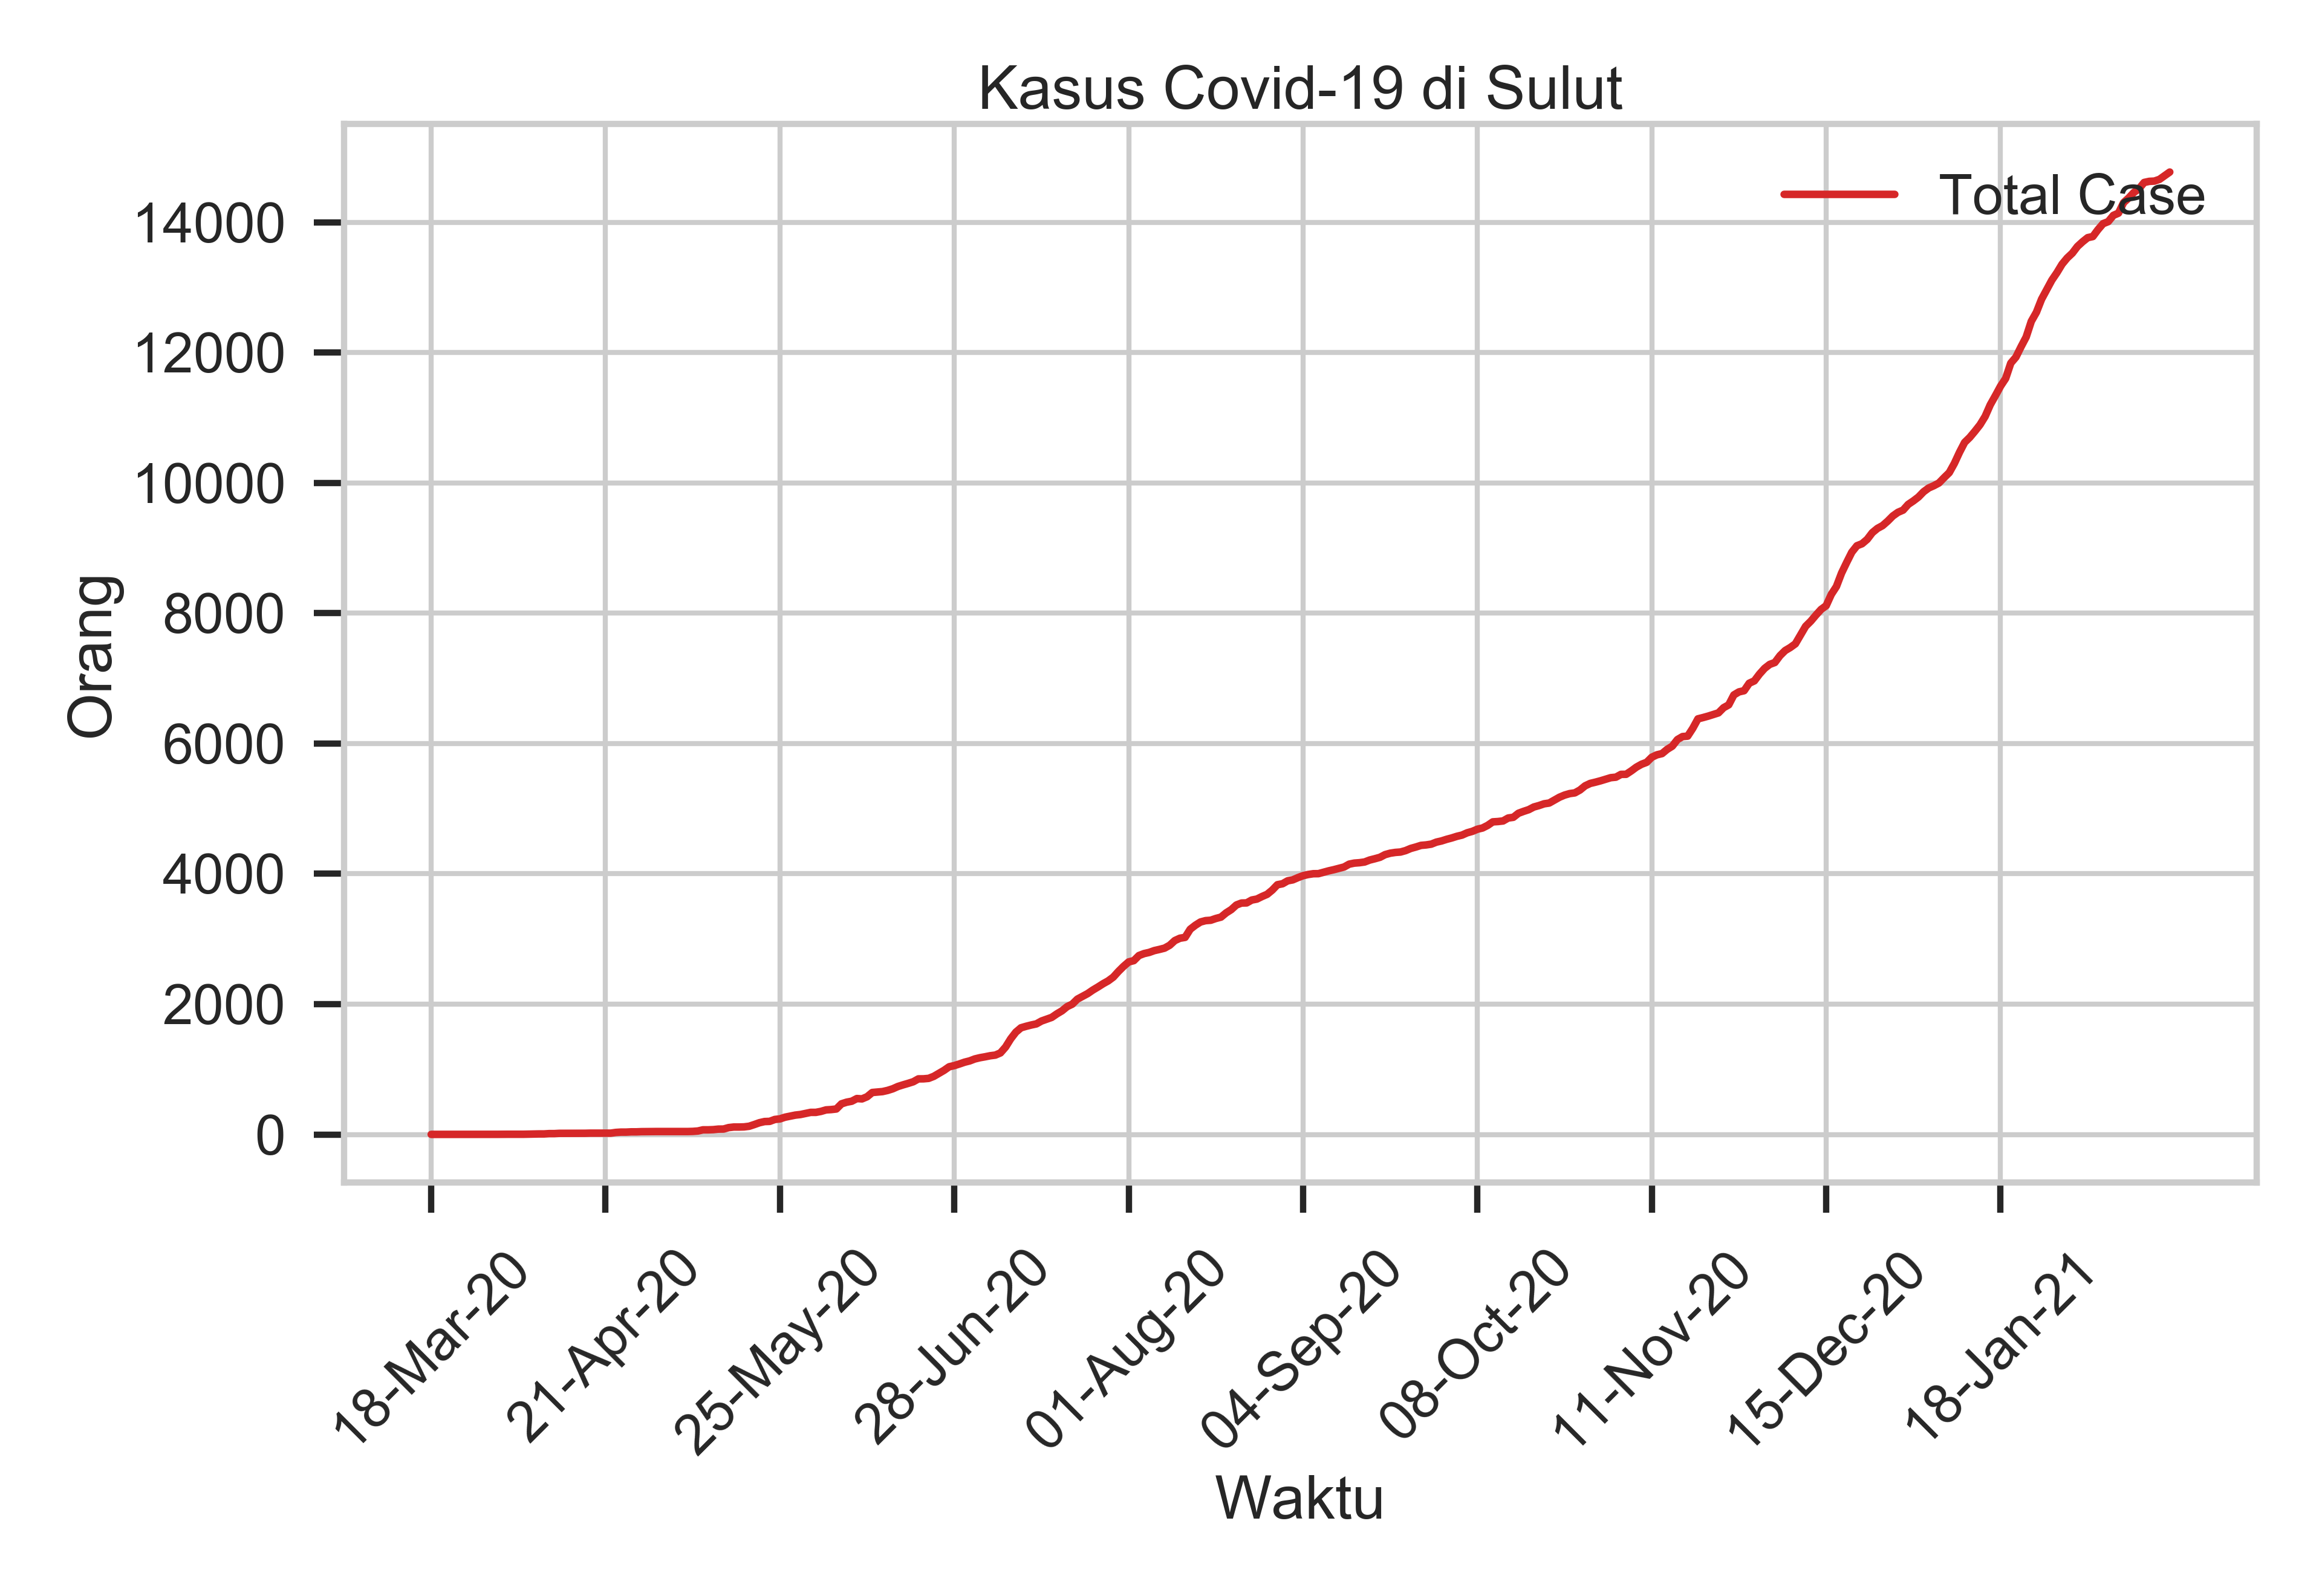 Kasus Covid-19 di Sulut
Total Case
14000
12000
10000
8000
6000
4000
2000
0
Orang
18-Mar-20
21-Apr-20
25-May-20
28-Jun-20
01-Aug-20
04-Sep-20
08-Oct-20
11-Nov-20
15-Dec-20
18-Jan-21
Waktu